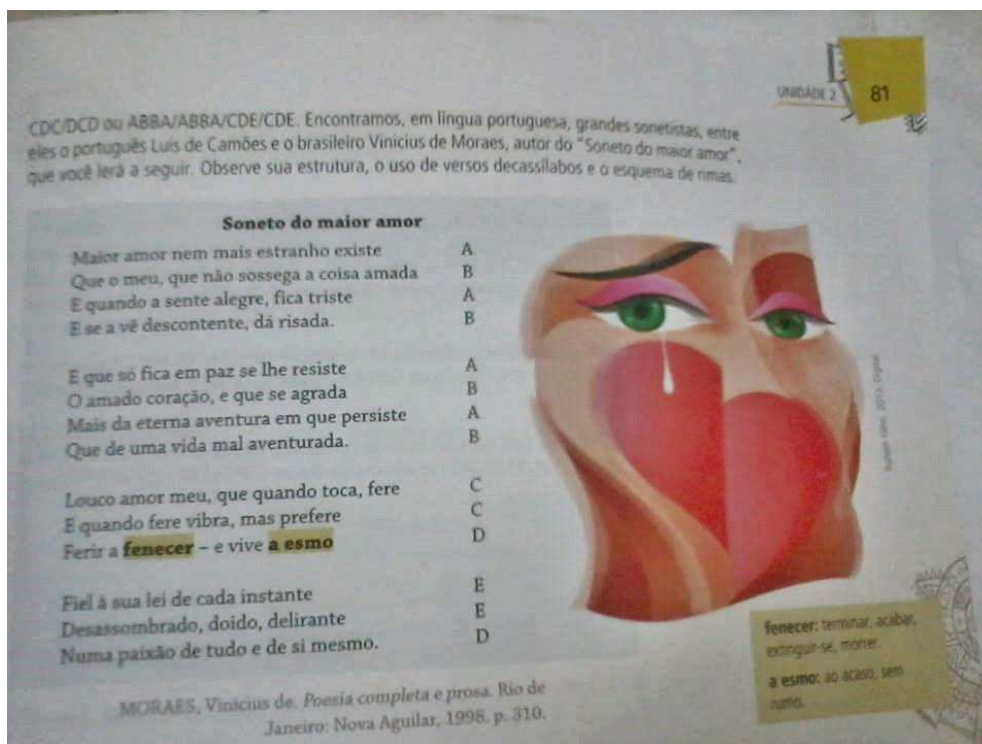 UNIDADE 2
81
CDC/DCD ou ABBA/ABBA/CDE/CDE. Encontramos, em língua portuguesa, grandes sonetistas, entre
eles o português Luís de Camões e o brasileiro Vinicius de Moraes, autor do "Soneto do maior amor",
que você lerá a seguir. Observe sua estrutura, o uso de versos decassílabos e o esquema de rimas.
Soneto do maior amor
Maior amor nem mais estranho existe A
Que o meu, que não sossega a coisa amada B
E quando a sente alegre, fica triste A
E se a vê descontente, dá risada. B
E que só fica em paz se lhe resiste A
O amado coração, e que se agrada B
Mais da eterna aventura em que persiste A
Que de uma vida mal aventurada. B
Louco amor meu, que quando toca, fere C
E quando fere vibra, mas prefere C
Ferir a fenecer – e vive a esmo D
Fiel à sua lei de cada instante E
Desassombrado, doido, delirante E
Numa paixão de tudo e de si mesmo. D
MORAES, Vinicius de. Poesia completa e prosa. Rio de
Janeiro: Nova Aguilar, 1998. p. 310.
fenecer: terminar, acabar,
extinguir-se, morrer.
a esmo: ao acaso, sem
rumo.
2013. Digital